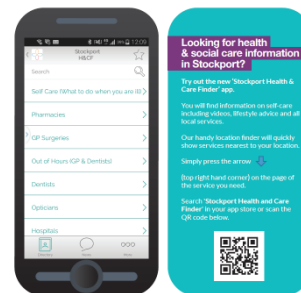 12:09
Stockport
H&CF
Search
Self Care (What to do when you are ill)
Pharmacies
GP Surgeries
Out of Hours (GP & Dentists)
Dentists
Opticians
Hospitals
Looking for health
& social care information
in Stockport?
Try out the new 'Stockport Health &
Care Finder' app.
You will find information on self-care
including videos, lifestyle advice and all
local services.
Our handy location finder will quickly
show services nearest to your location.
Simply press the arrow
(top right hand corner) on the page of
the service you need.
Search 'Stockport Health and Care
Finder' in your app store or scan the
QR code below.